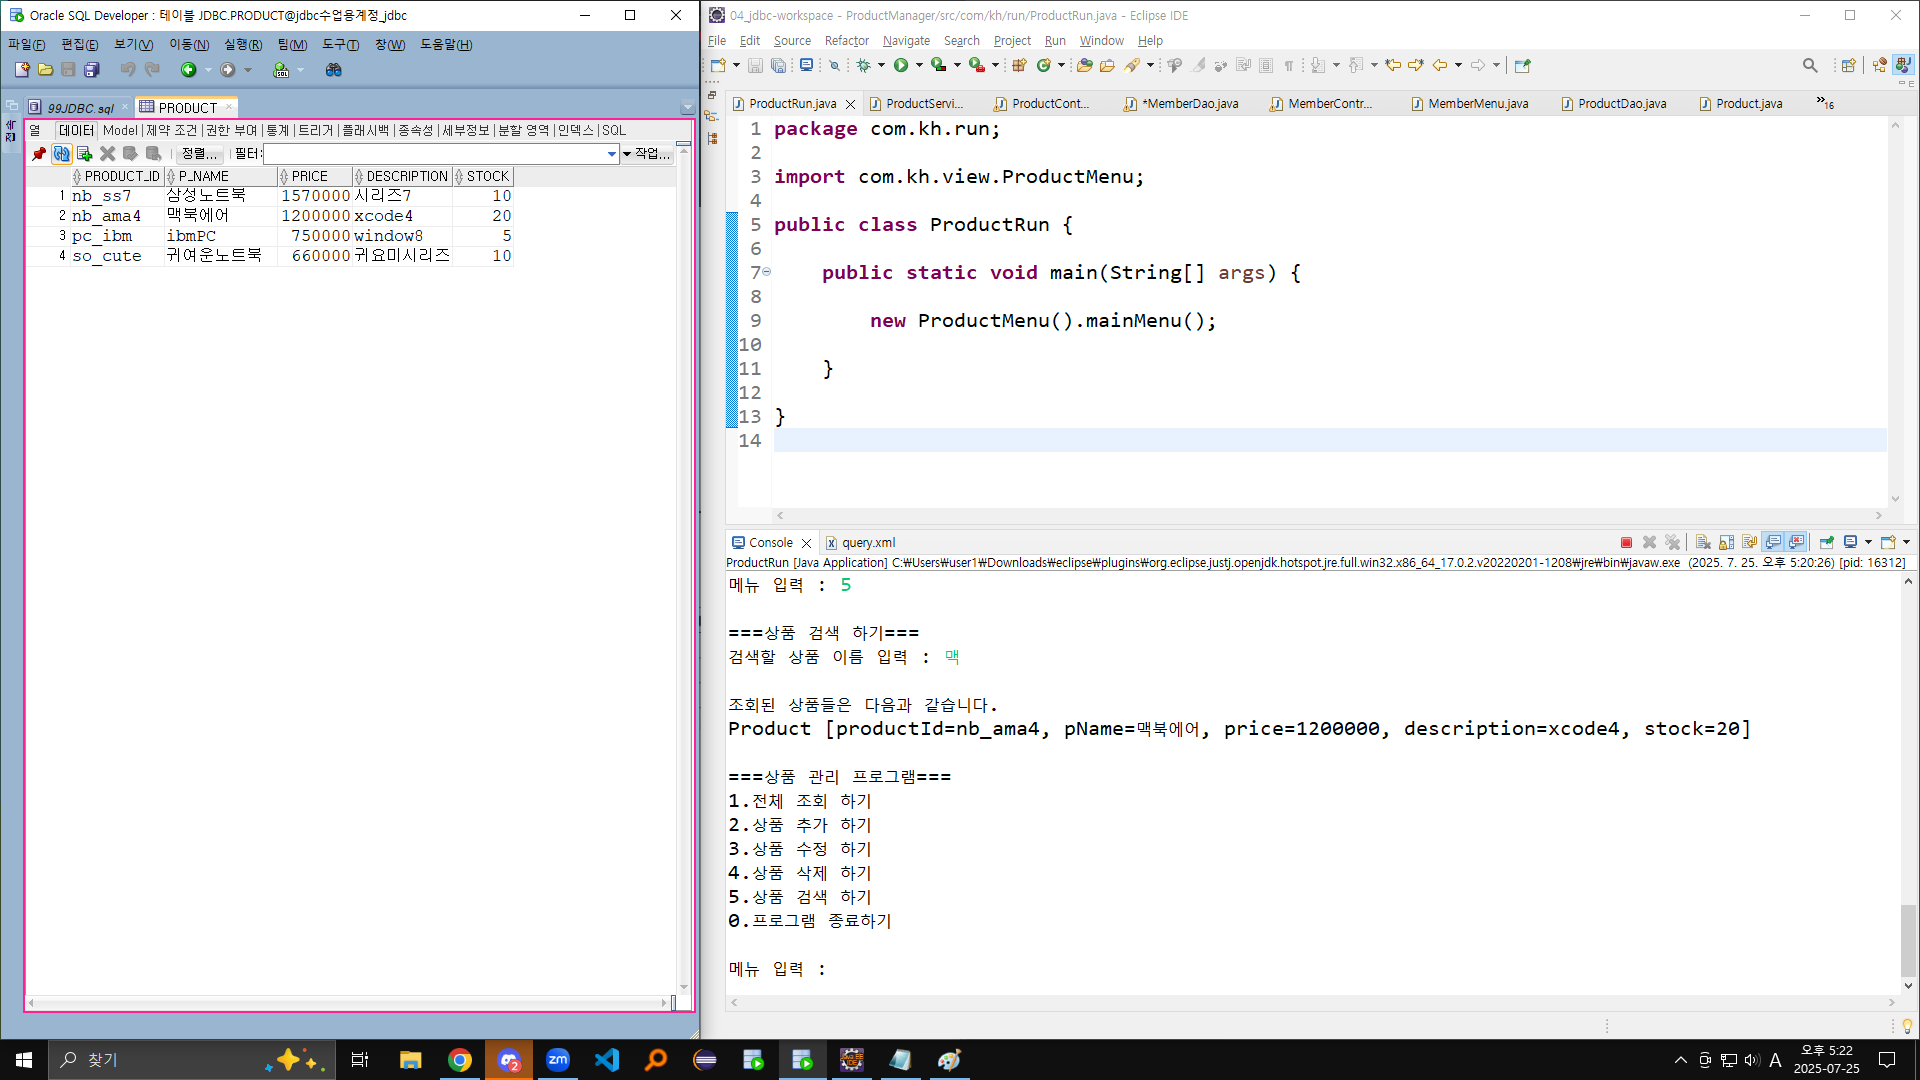 Oracle SQL Developer : 테이블 JDBC.PRODUCT@jdbc수업용계정_jdbc
파일(F) 편집(E) 보기(V) 이동(N) 실행(R) 팀(M) 도구(T) 창(W) 도움말(H)
99JDBC.sql PRODUCT
열 데이터 Model 제약 조건 권한 부여 통계 트리거 플래시백 종속성 세부정보 분할 영역 인덱스 SQL
정렬... 필터: 작업...
PRODUCT_ID P_NAME PRICE DESCRIPTION STOCK
1 nb_ss7 삼성노트북 1570000 시리즈7 10
2 nb_ama4 맥북에어 1200000 xcode4 20
3 pc_ibm ibmPC 750000 window8 5
4 so_cute 귀여운노트북 660000 귀요미시리즈 10
04_jdbc-workspace - ProductManager/src/com/kh/run/ProductRun.java - Eclipse IDE
File Edit Source Refactor Navigate Search Project Run Window Help
ProductRun.java ProductServi... ProductCont... *MemberDao.java MemberContr... MemberMenu.java ProductDao.java Product.java »16
1 package com.kh.run;
2
3 import com.kh.view.ProductMenu;
4
5 public class ProductRun {
6
7 public static void main(String[] args) {
8
9 new ProductMenu().mainMenu();
10
11 }
12
13 }
14
Console query.xml
ProductRun [Java Application] C:₩Users₩user1₩Downloads₩eclipse₩plugins₩org.eclipse.justj.openjdk.hotspot.jre.full.win32.x86_64_17.0.2.v20220201-1208₩jre₩bin₩javaw.exe (2025. 7. 25. 오후 5:20:26) [pid: 16312]
메뉴 입력 : 5
===상품 검색 하기===
검색할 상품 이름 입력 : 맥
조회된 상품들은 다음과 같습니다.
Product [productId=nb_ama4, pName=맥북에어, price=1200000, description=xcode4, stock=20]
===상품 관리 프로그램===
1.전체 조회 하기
2.상품 추가 하기
3.상품 수정 하기
4.상품 삭제 하기
5.상품 검색 하기
0.프로그램 종료하기
메뉴 입력 :
찾기
zm
2
A
오후 5:22
2025-07-25